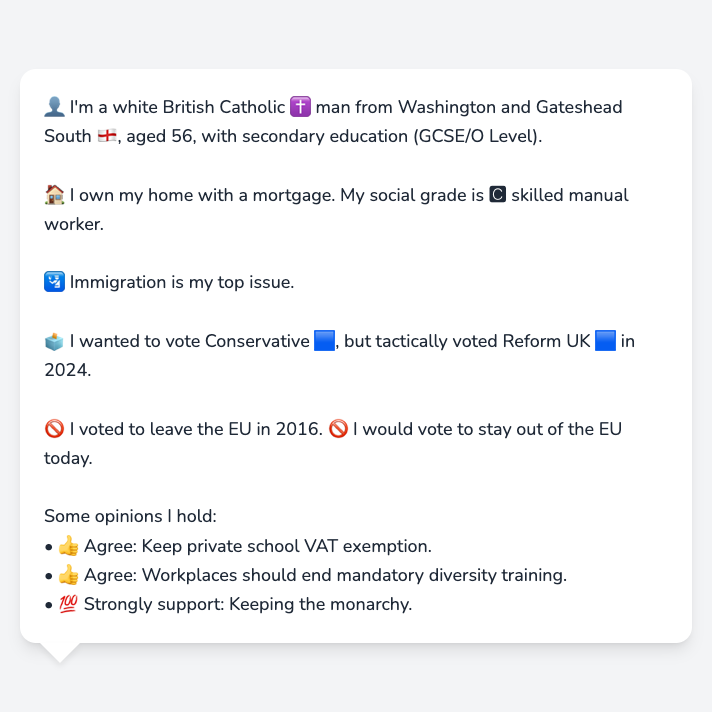 👤 I'm a white British Catholic ✝️ man from Washington and Gateshead
South 🏴󠁧󠁢󠁥󠁮󠁧󠁿, aged 56, with secondary education (GCSE/O Level).
🏠 I own my home with a mortgage. My social grade is 🅲 skilled manual
worker.
🛂 Immigration is my top issue.
🗳️ I wanted to vote Conservative 🟦, but tactically voted Reform UK 🟦 in
2024.
🚫 I voted to leave the EU in 2016. 🚫 I would vote to stay out of the EU
today.
Some opinions I hold:
• 👍 Agree: Keep private school VAT exemption.
• 👍 Agree: Workplaces should end mandatory diversity training.
• 💯 Strongly support: Keeping the monarchy.